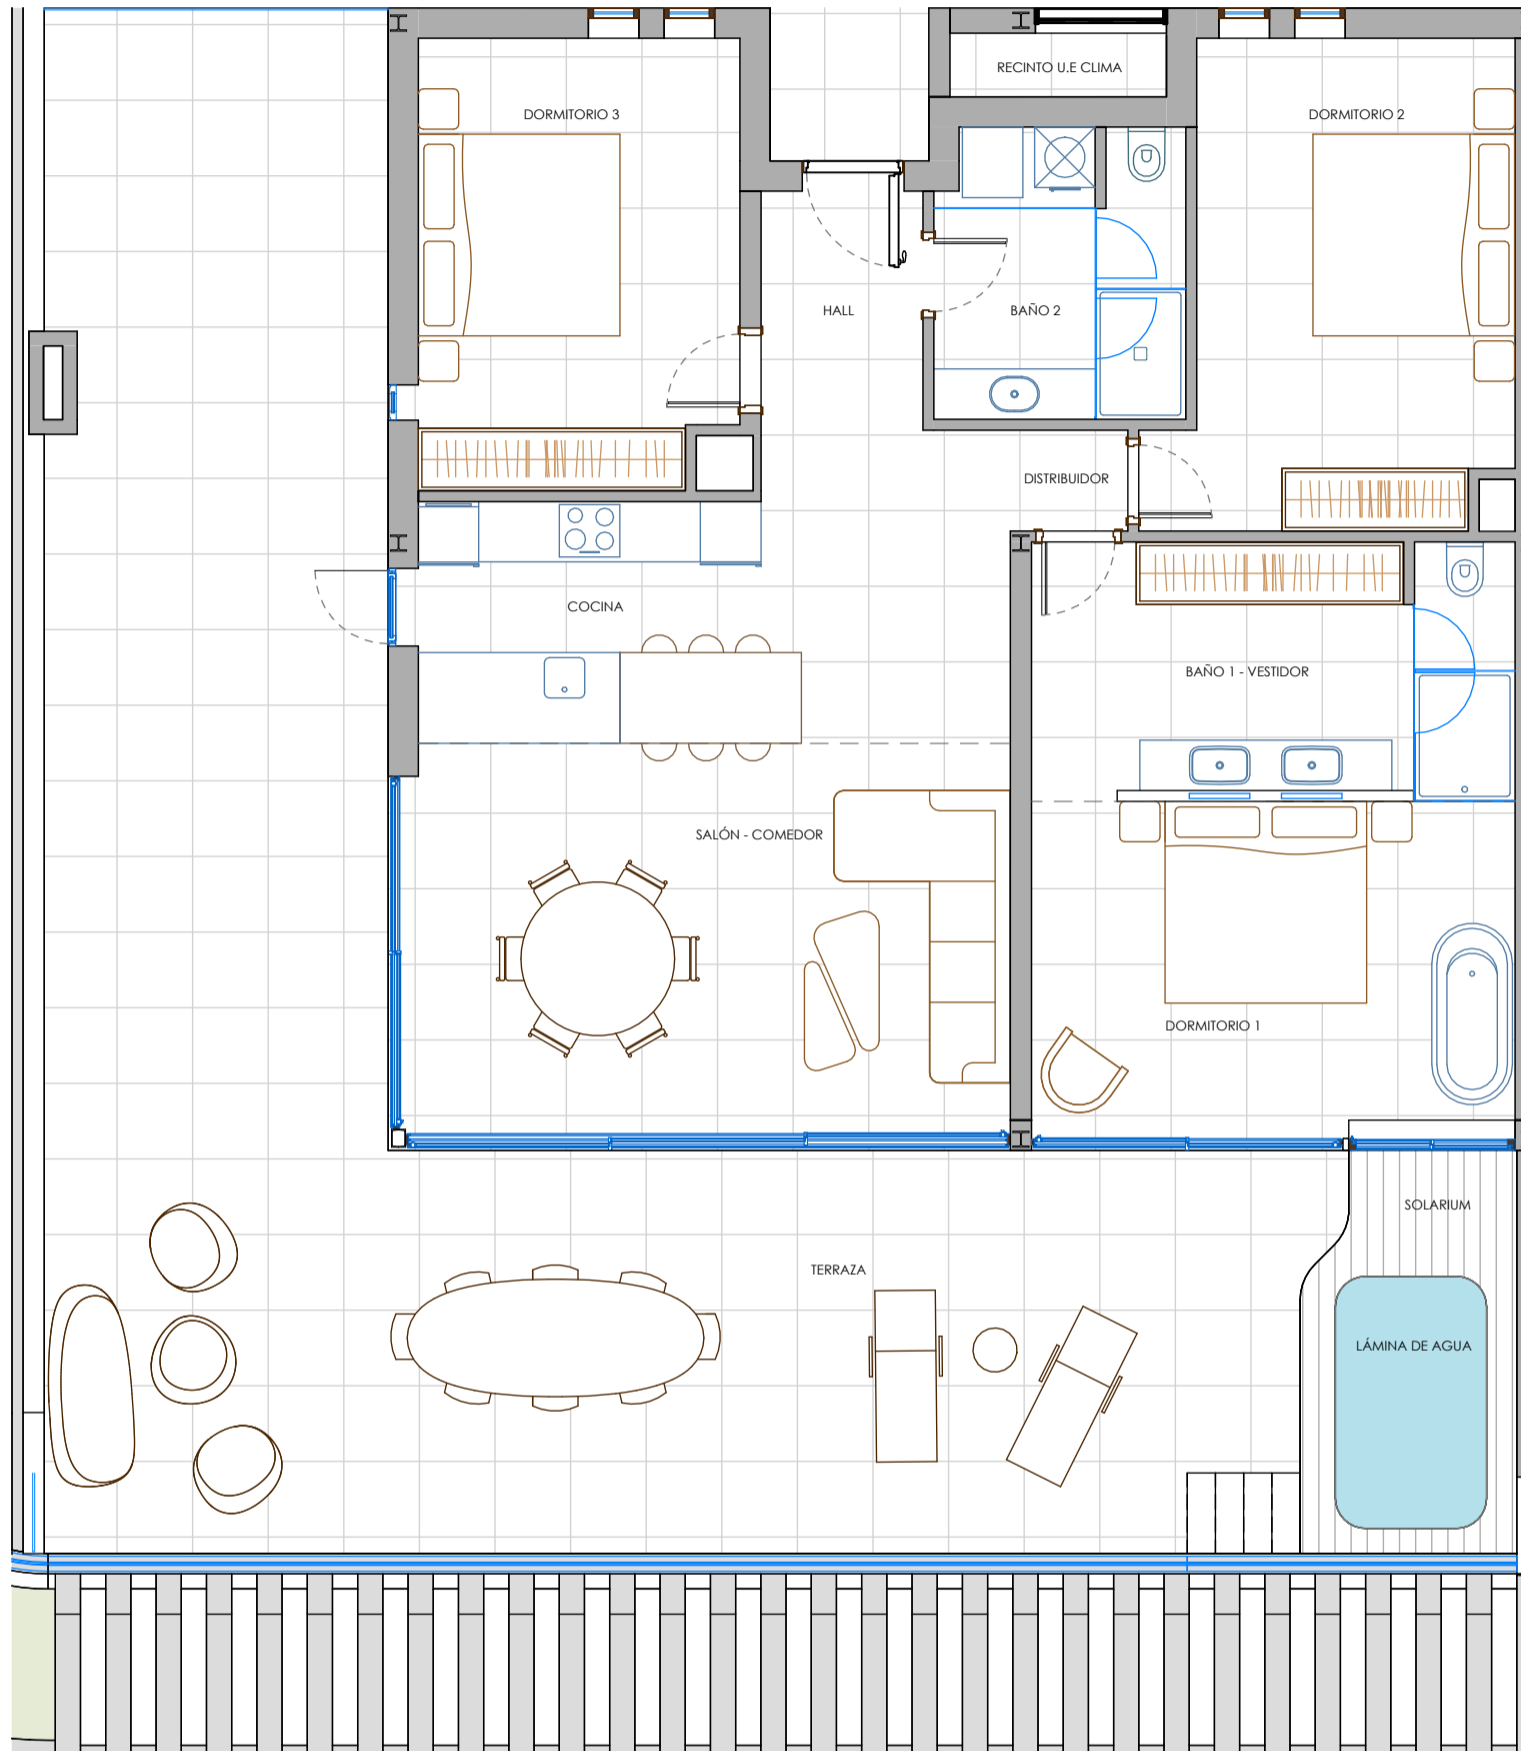 RECINTO U.E CLIMA
DORMITORIO 3
DORMITORIO 2
HALL
BAÑO 2
DISTRIBUIDOR
COCINA
BAÑO 1 - VESTIDOR
SALÓN - COMEDOR
DORMITORIO 1
SOLARIUM
TERRAZA
LÁMINA DE AGUA